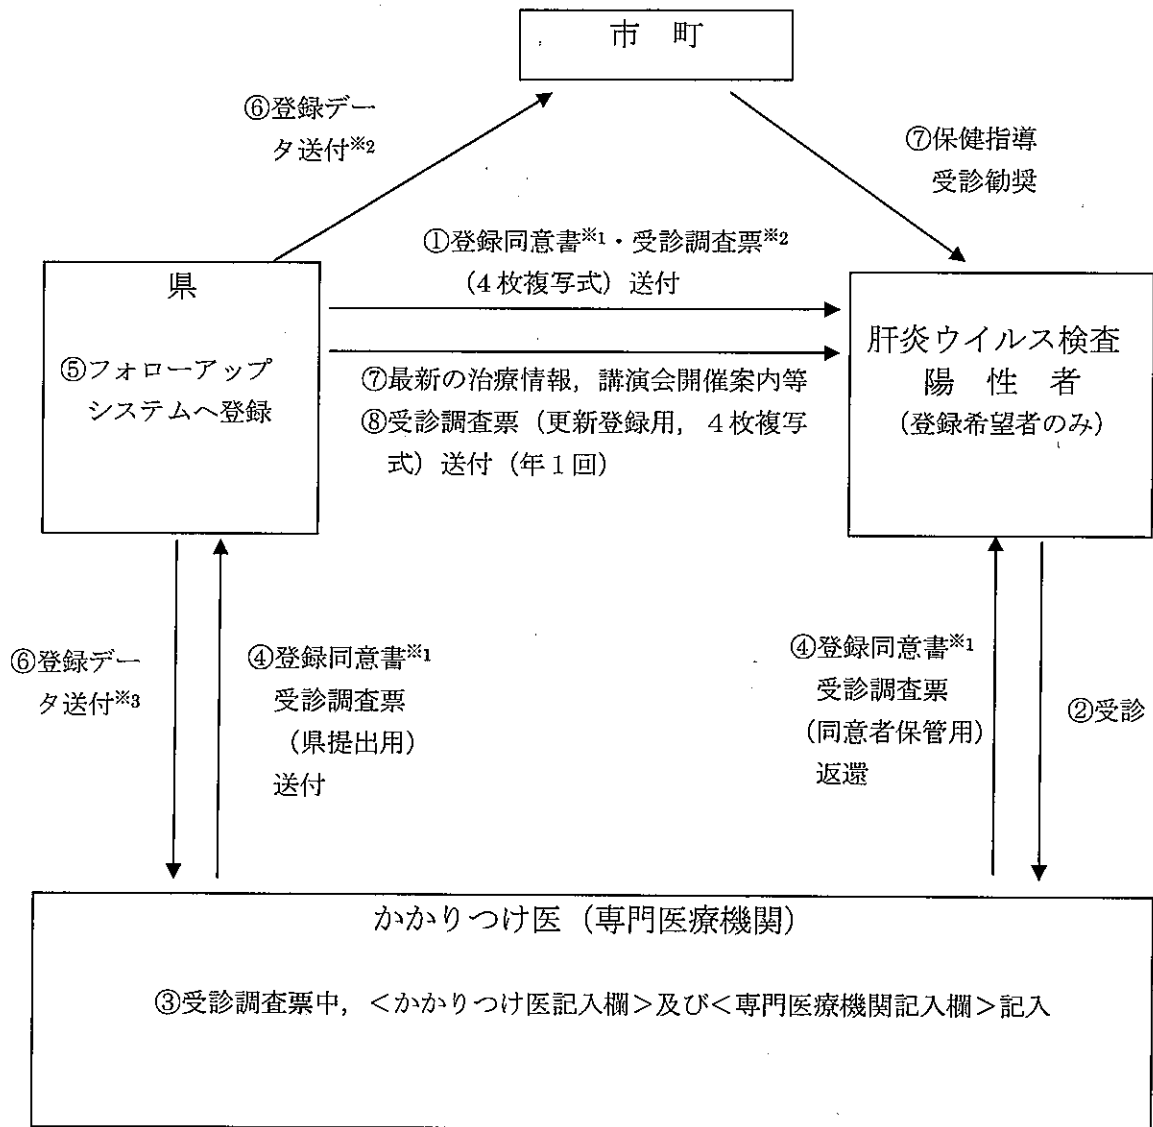 市 町
⑥登録デー
タ送付※2
⑦保健指導
受診勧奨
①登録同意書※1・受診調査票※2
(4枚複写式)送付
県
⑤フォローアップ
システムへ登録
⑦最新の治療情報，講演会開催案内等
⑧受診調査票（更新登録用，4枚複写
式）送付（年1回）
肝炎ウイルス検査
陽 性 者
(登録希望者のみ)
⑥登録デー
タ送付※3
④登録同意書※1
受診調査票
（県提出用）
送付
④登録同意書※1
受診調査票
(同意者保管用)
返還
②受診
かかりつけ医（専門医療機関）
③受診調査票中，＜かかりつけ医記入欄＞及び＜専門医療機関記入欄＞記入